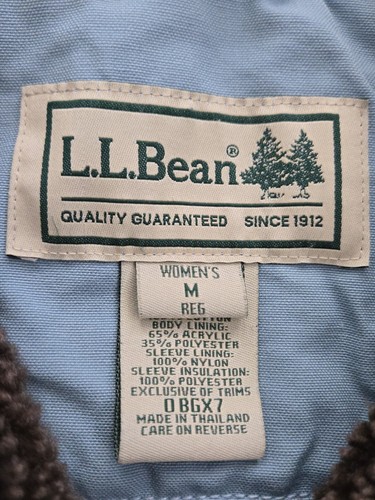 L.L.Bean®
QUALITY GUARANTEED SINCE 1912
WOMEN'S
M
REG
COTTON
BODY LINING:
65% ACRYLIC
35% POLYESTER
SLEEVE LINING:
100% NYLON
SLEEVE INSULATION:
100% POLYESTER
EXCLUSIVE OF TRIMS
0BGX7
MADE IN THAILAND
CARE ON REVERSE